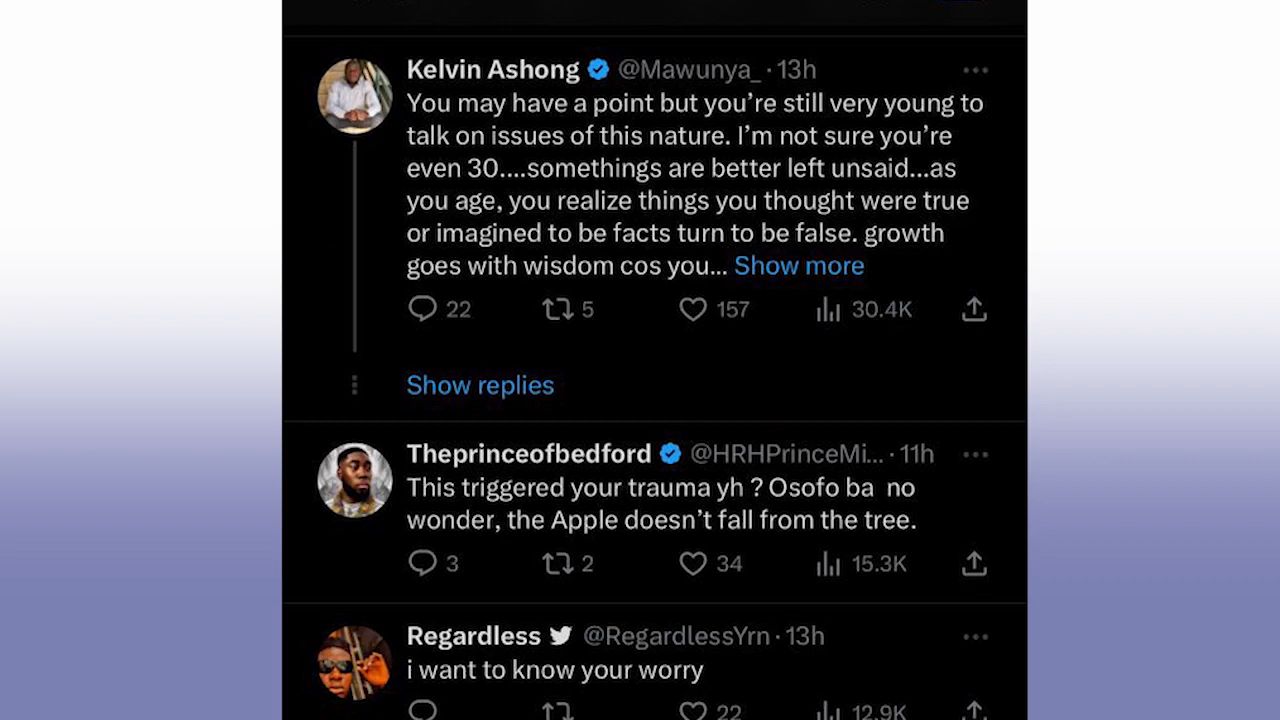 Kelvin Ashong @Mawunya_ · 13h
You may have a point but you're still very young to
talk on issues of this nature. I'm not sure you're
even 30....somethings are better left unsaid...as
you age, you realize things you thought were true
or imagined to be facts turn to be false. growth
goes with wisdom cos you... Show more
22 5 157 30.4K
Show replies
Theprinceofbedford @HRHPrinceMi... · 11h
This triggered your trauma yh ? Osofo ba no
wonder, the Apple doesn't fall from the tree.
3 2 34 15.3K
Regardless @RegardlessYrn · 13h
i want to know your worry
22 12.9K